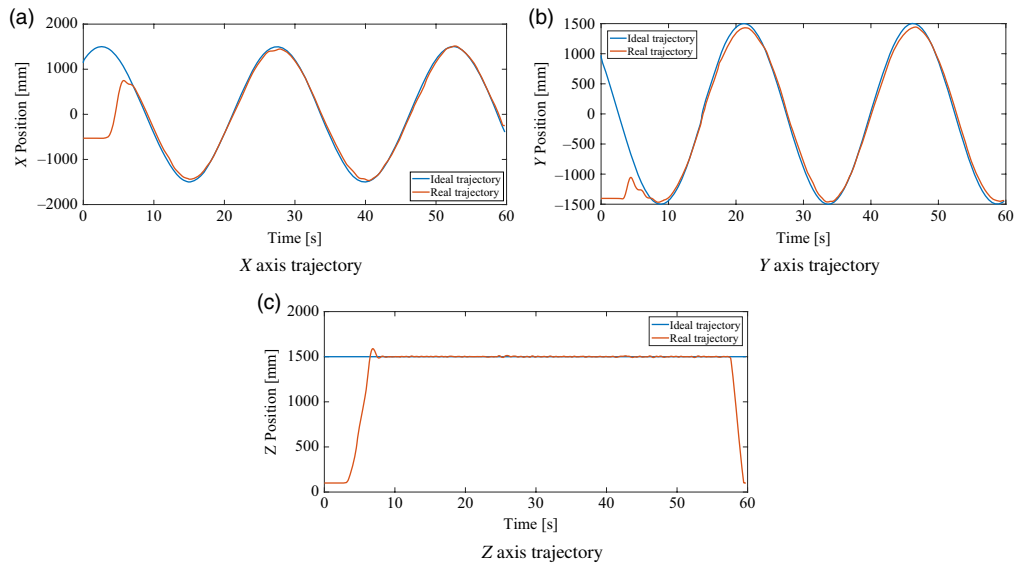 (a)
2000
1000
0
−1000
−2000
X Position [mm]
Ideal trajectory
Real trajectory
0 10 20 30 40 50 60
Time [s]
X axis trajectory
(b)
1500
1000
500
0
−500
−1000
−1500
Y Position [mm]
Ideal trajectory
Real trajectory
0 10 20 30 40 50 60
Time [s]
Y axis trajectory
(c)
2000
1500
1000
500
0
Z Position [mm]
Ideal trajectory
Real trajectory
0 10 20 30 40 50 60
Time [s]
Z axis trajectory